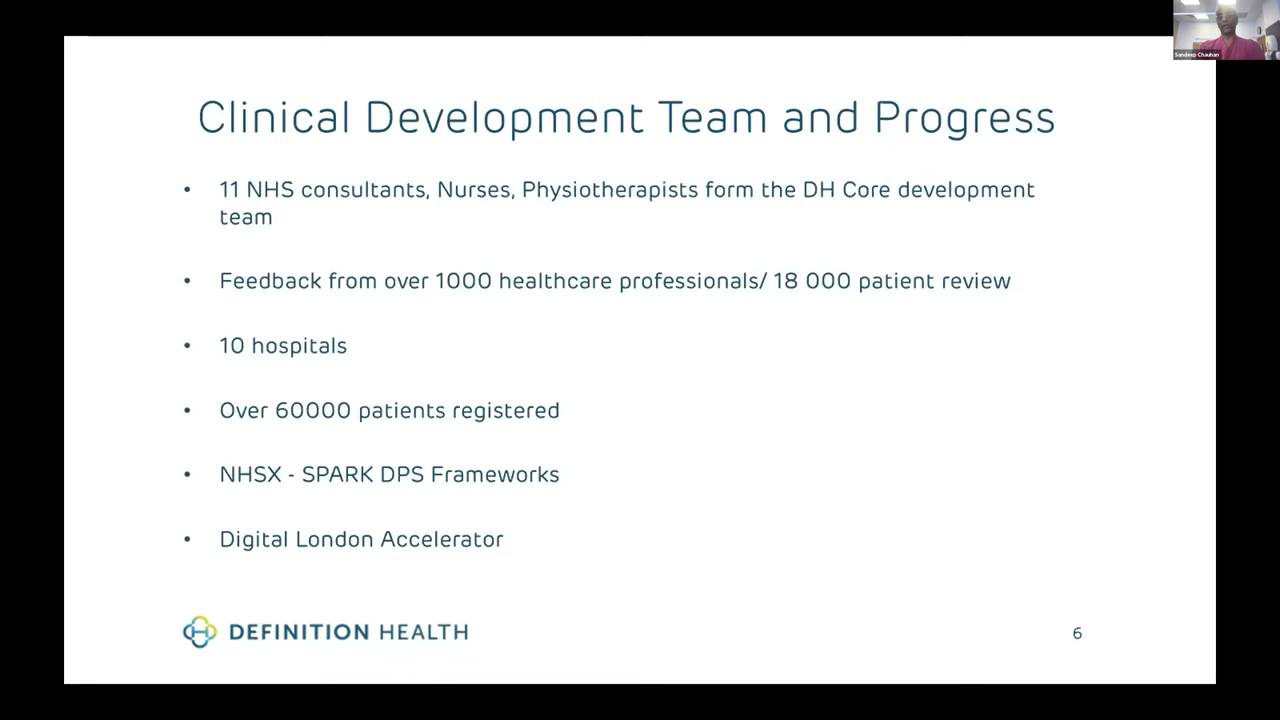 Sandeep Chauhan
Clinical Development Team and Progress
• 11 NHS consultants, Nurses, Physiotherapists form the DH Core development
team
• Feedback from over 1000 healthcare professionals/ 18 000 patient review
• 10 hospitals
• Over 60000 patients registered
• NHSX - SPARK DPS Frameworks
• Digital London Accelerator
DEFINITION HEALTH
6